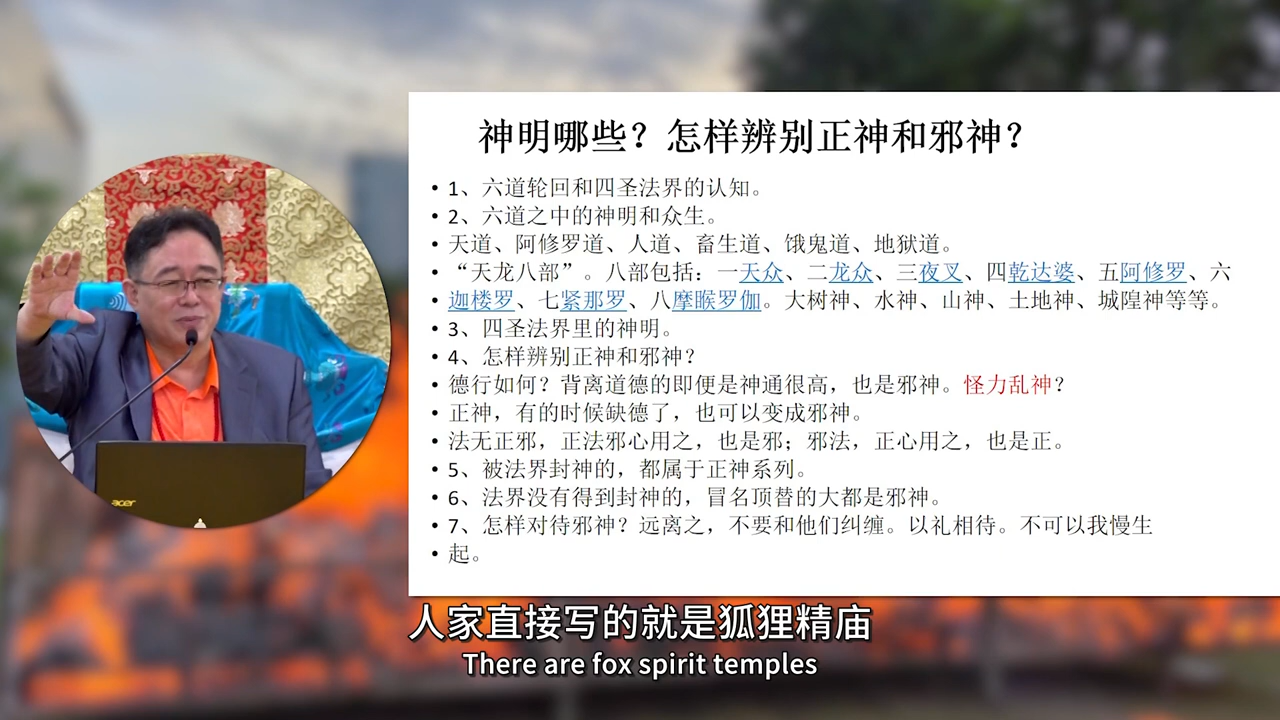 神明哪些？怎样辨别正神和邪神？
• 1、六道轮回和四圣法界的认知。
• 2、六道之中的神明和众生。
• 天道、阿修罗道、人道、畜生道、饿鬼道、地狱道。
• “天龙八部”。八部包括：一天众、二龙众、三夜叉、四乾达婆、五阿修罗、六
• 迦楼罗、七紧那罗、八摩睺罗伽。大树神、水神、山神、土地神、城隍神等等。
• 3、四圣法界里的神明。
• 4、怎样辨别正神和邪神？
• 德行如何？背离道德的即便是神通很高，也是邪神。怪力乱神？
• 正神，有的时候缺德了，也可以变成邪神。
• 法无正邪，正法邪心用之，也是邪；邪法，正心用之，也是正。
• 5、被法界封神的，都属于正神系列。
• 6、法界没有得到封神的，冒名顶替的大都是邪神。
• 7、怎样对待邪神？远离之，不要和他们纠缠。以礼相待。不可以我慢生
• 起。
acer
人家直接写的就是狐狸精庙
There are fox spirit temples